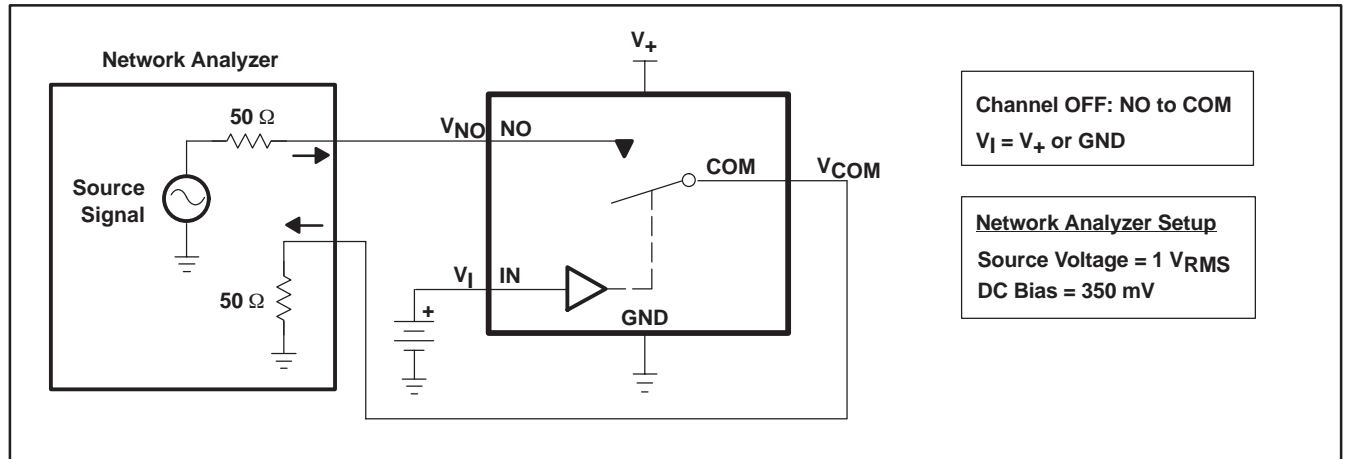 Network Analyzer
50 Ω
Source
Signal
50 Ω
V+
VNO NO
COM VCOM
VI IN
+
GND
Channel OFF: NO to COM
VI = V+ or GND
Network Analyzer Setup
Source Voltage = 1 VRMS
DC Bias = 350 mV